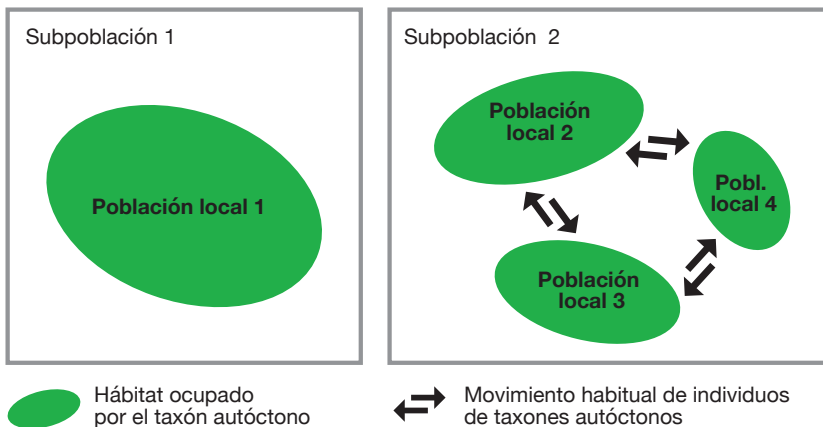 Subpoblación 1
Población local 1
Subpoblación 2
Población
local 2
Pobl.
local 4
Población
local 3
Hábitat ocupado
por el taxón autóctono
Movimiento habitual de individuos
de taxones autóctonos